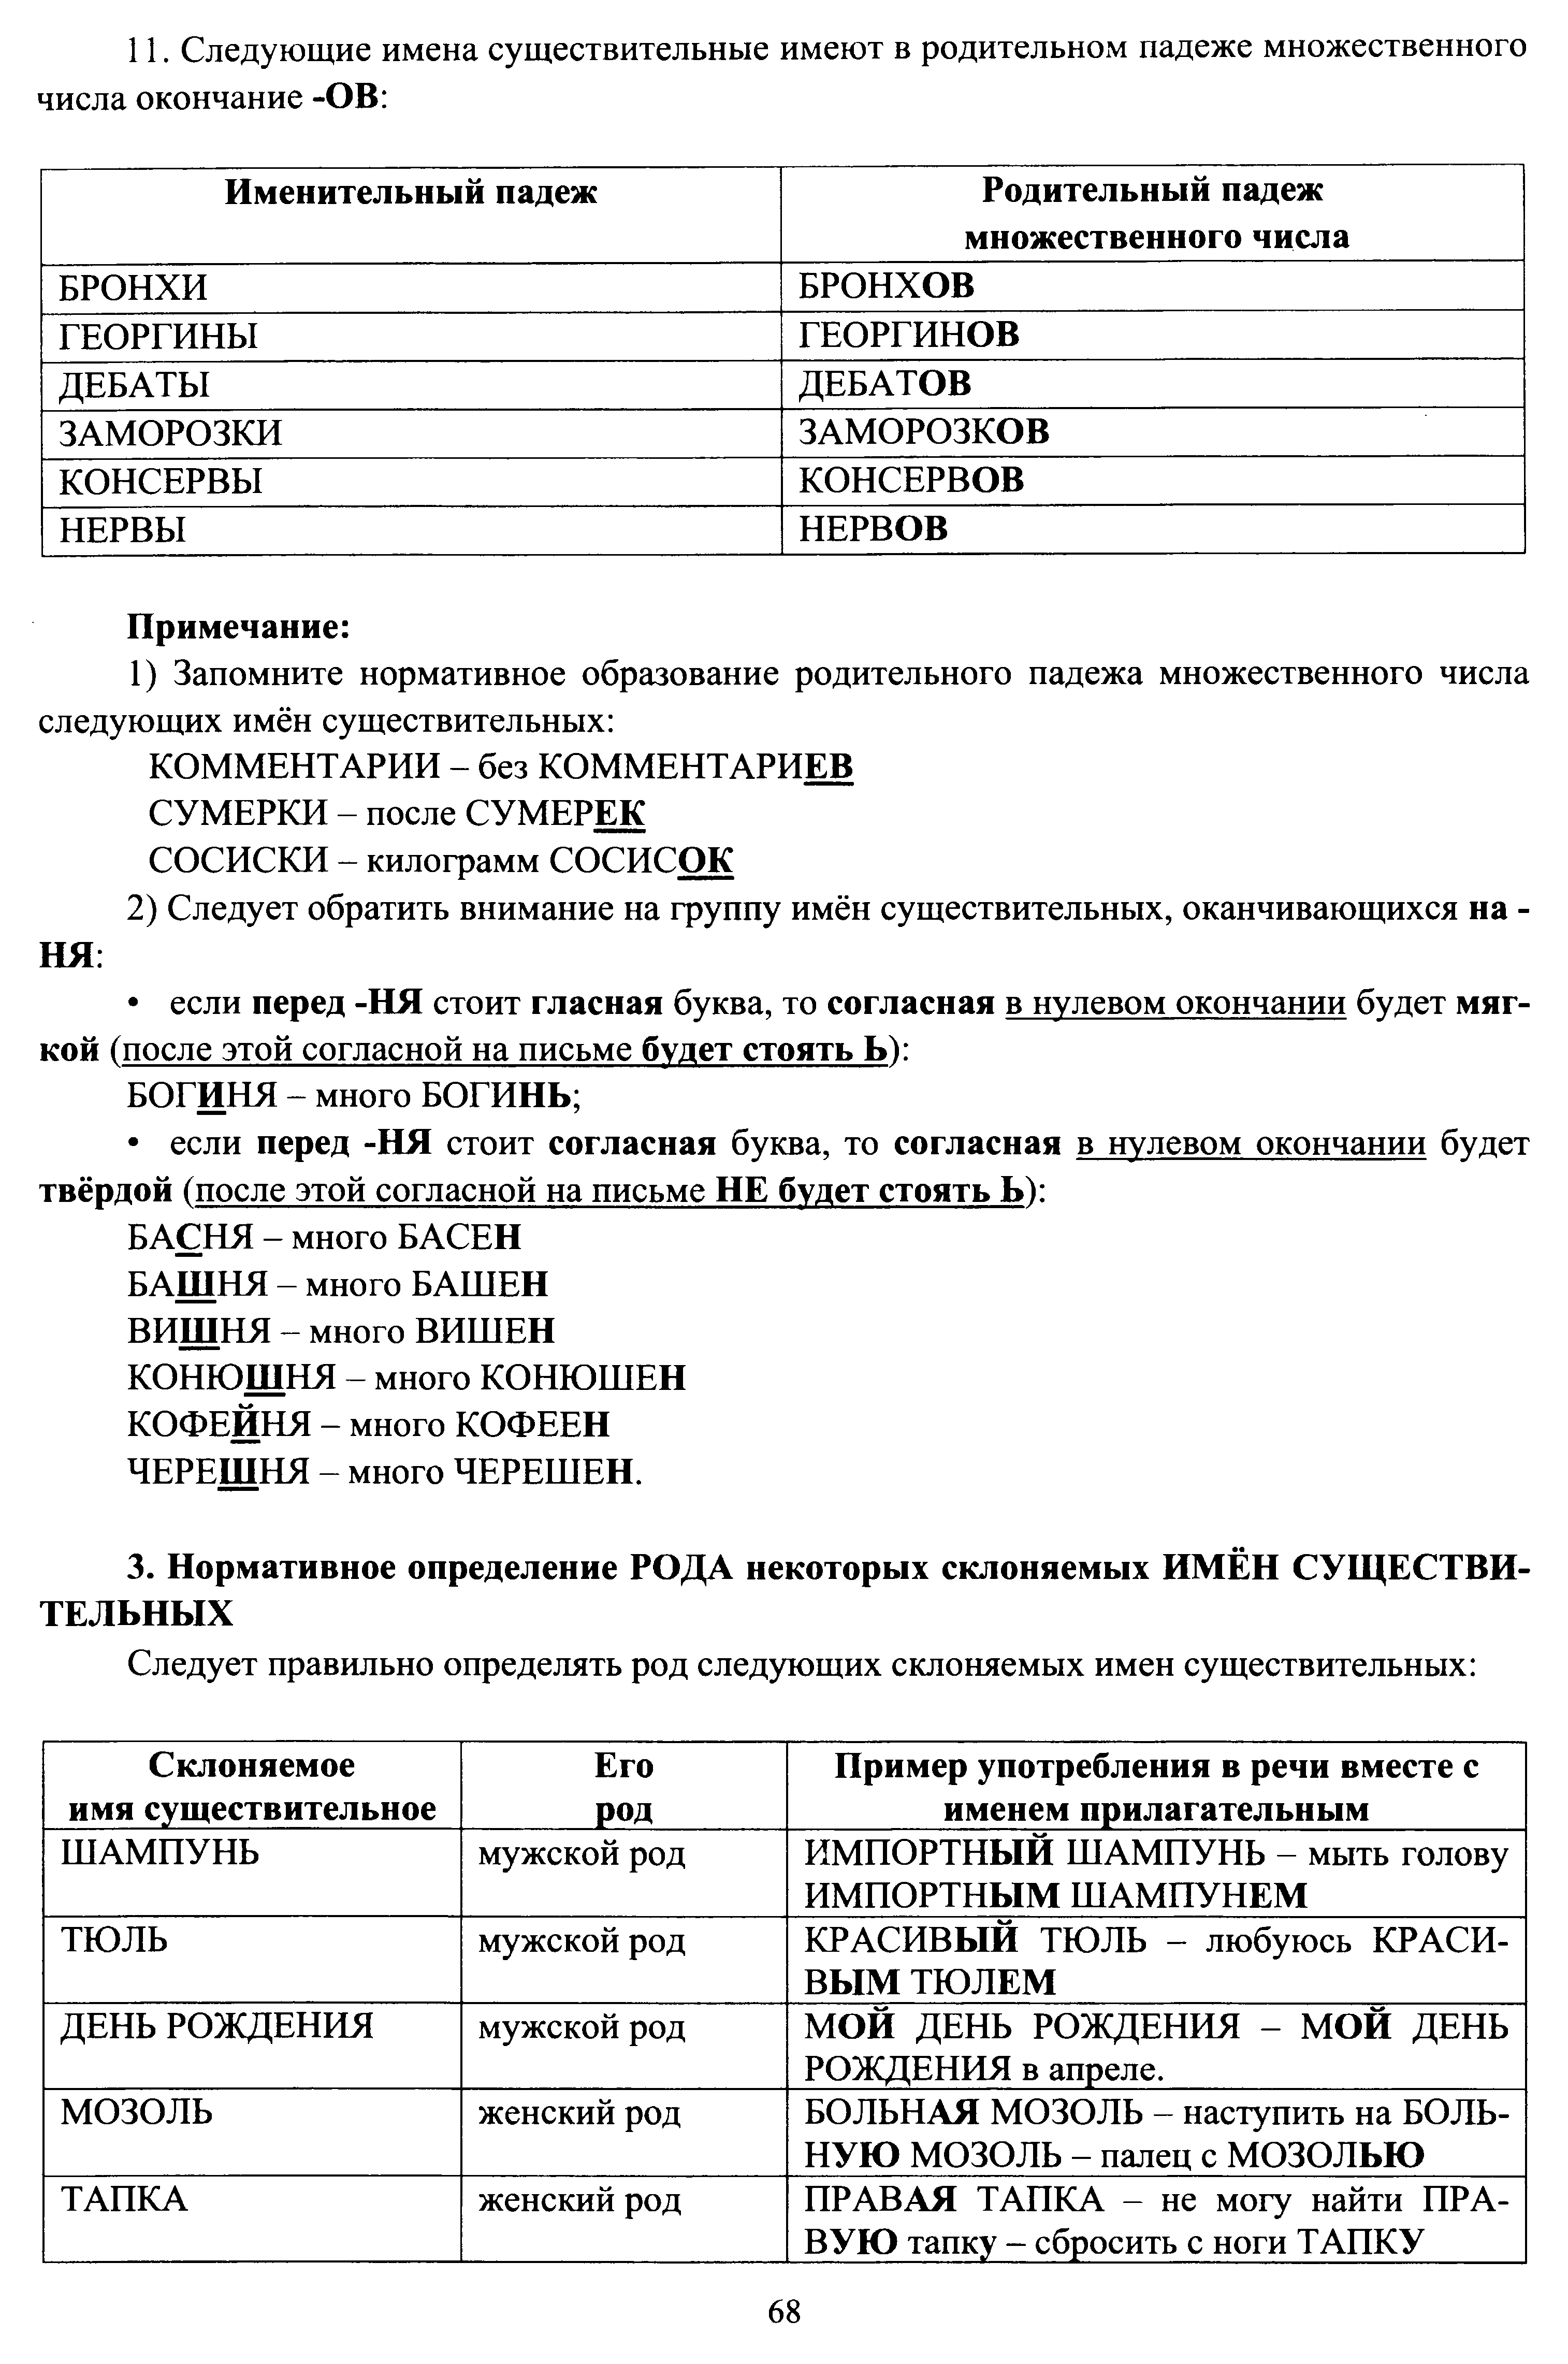 11. Следующие имена существительные имеют в родительном падеже множественного
числа окончание -ОВ:
Именительный падеж
Родительный падеж
множественного числа
БРОНХИ
БРОНХОВ
ГЕОРГИНЫ
ГЕОРГИНОВ
ДЕБАТЫ
ДЕБАТОВ
ЗАМОРОЗКИ
ЗАМОРОЗКОВ
КОНСЕРВЫ
КОНСЕРВОВ
НЕРВЫ
НЕРВОВ
Примечание:
1) Запомните нормативное образование родительного падежа множественного числа
следующих имён существительных:
КОММЕНТАРИИ – без КОММЕНТАРИЕВ
СУМЕРКИ – после СУМЕРЕК
СОСИСКИ – килограмм СОСИСОК
2) Следует обратить внимание на группу имён существительных, оканчивающихся на -
НЯ:
• если перед -НЯ стоит гласная буква, то согласная в нулевом окончании будет мяг-
кой (после этой согласной на письме будет стоять Ь):
БОГИНЯ – много БОГИНЬ;
• если перед -НЯ стоит согласная буква, то согласная в нулевом окончании будет
твёрдой (после этой согласной на письме НЕ будет стоять Ь):
БАСНЯ – много БАСЕН
БАШНЯ – много БАШЕН
ВИШНЯ – много ВИШЕН
КОНЮШНЯ – много КОНЮШЕН
КОФЕЙНЯ – много КОФЕЕН
ЧЕРЕШНЯ – много ЧЕРЕШЕН.
3. Нормативное определение РОДА некоторых склоняемых ИМЁН СУЩЕСТВИ-
ТЕЛЬНЫХ
Следует правильно определять род следующих склоняемых имен существительных:
Склоняемое
имя существительное
Его
род
Пример употребления в речи вместе с
именем прилагательным
ШАМПУНЬ
мужской род
ИМПОРТНЫЙ ШАМПУНЬ – мыть голову
ИМПОРТНЫМ ШАМПУНЕМ
ТЮЛЬ
мужской род
КРАСИВЫЙ ТЮЛЬ – любуюсь КРАСИ-
ВЫМ ТЮЛЕМ
ДЕНЬ РОЖДЕНИЯ
мужской род
МОЙ ДЕНЬ РОЖДЕНИЯ – МОЙ ДЕНЬ
РОЖДЕНИЯ в апреле.
МОЗОЛЬ
женский род
БОЛЬНАЯ МОЗОЛЬ – наступить на БОЛЬ-
НУЮ МОЗОЛЬ – палец с МОЗОЛЬЮ
ТАПКА
женский род
ПРАВАЯ ТАПКА – не могу найти ПРА-
ВУЮ тапку – сбросить с ноги ТАПКУ
68